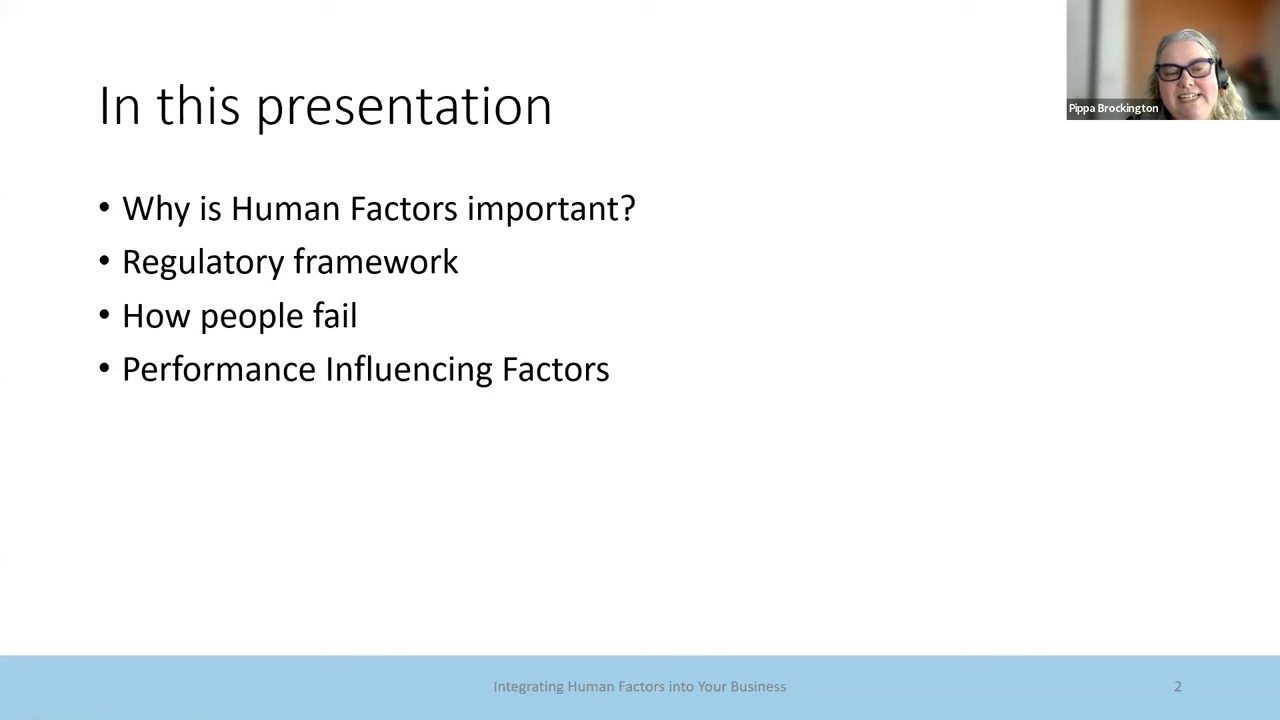 In this presentation
Pippa Brockington
• Why is Human Factors important?
• Regulatory framework
• How people fail
• Performance Influencing Factors
Integrating Human Factors into Your Business
2